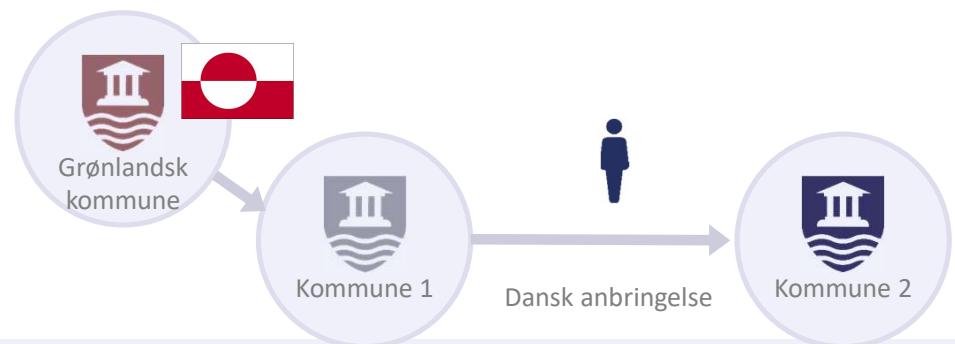 Grønlandsk
kommune
Kommune 1
Dansk anbringelse
Kommune 2